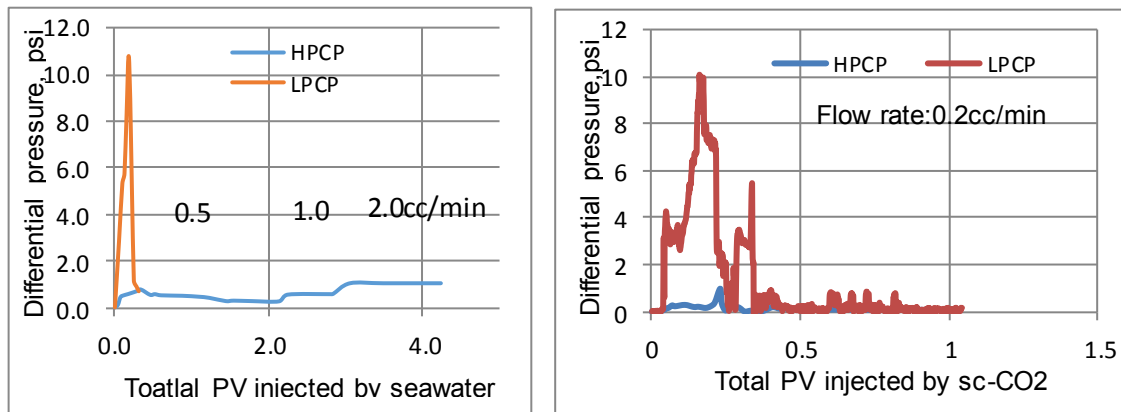 Differential pressure, psi
12.0
10.0
8.0
6.0
4.0
2.0
0.0
HPCP
LPCP
0.5 1.0 2.0cc/min
0.0 2.0 4.0
Toatlal PV injected by seawater
Differential pressure,psi
12
10
8
6
4
2
0
HPCP LPCP
Flow rate:0.2cc/min
0 0.5 1 1.5
Total PV injected by sc-CO2